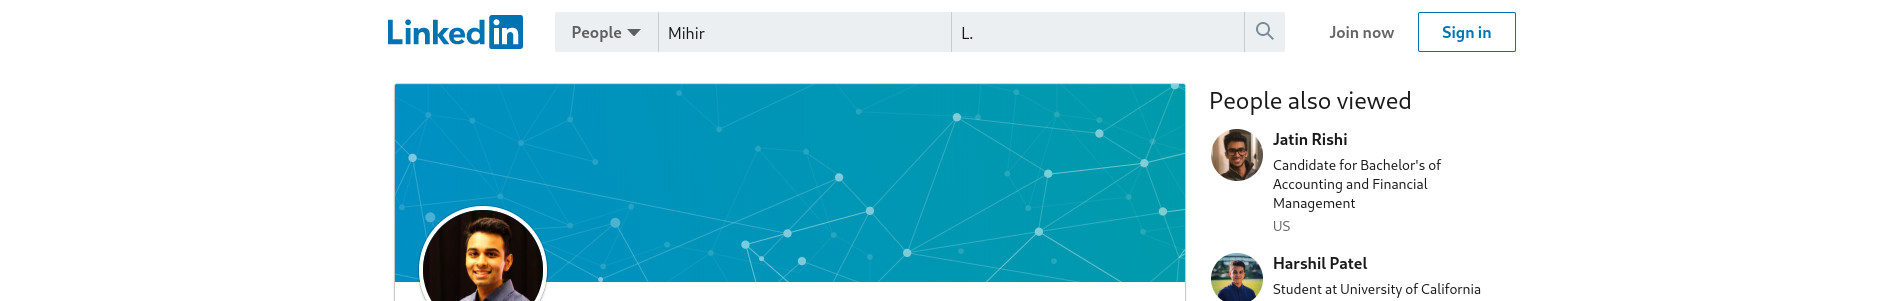 LinkedIn
People
Mihir
L.
Join now
Sign in
People also viewed
Jatin Rishi
Candidate for Bachelor's of
Accounting and Financial
Management
US
Harshil Patel
Student at University of California